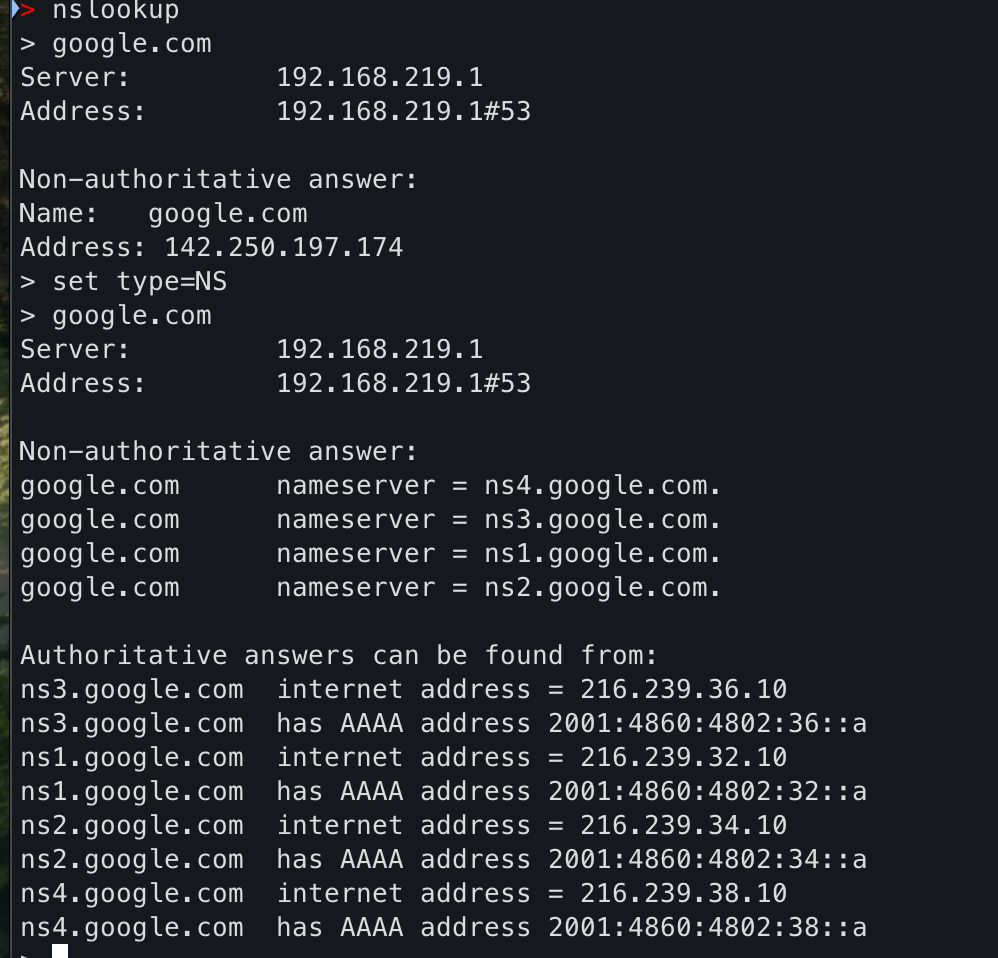 > nslookup
> google.com
Server:		192.168.219.1
Address:	192.168.219.1#53

Non-authoritative answer:
Name:	google.com
Address: 142.250.197.174
> set type=NS
> google.com
Server:		192.168.219.1
Address:	192.168.219.1#53

Non-authoritative answer:
google.com	nameserver = ns4.google.com.
google.com	nameserver = ns3.google.com.
google.com	nameserver = ns1.google.com.
google.com	nameserver = ns2.google.com.

Authoritative answers can be found from:
ns3.google.com	internet address = 216.239.36.10
ns3.google.com	has AAAA address 2001:4860:4802:36::a
ns1.google.com	internet address = 216.239.32.10
ns1.google.com	has AAAA address 2001:4860:4802:32::a
ns2.google.com	internet address = 216.239.34.10
ns2.google.com	has AAAA address 2001:4860:4802:34::a
ns4.google.com	internet address = 216.239.38.10
ns4.google.com	has AAAA address 2001:4860:4802:38::a
>